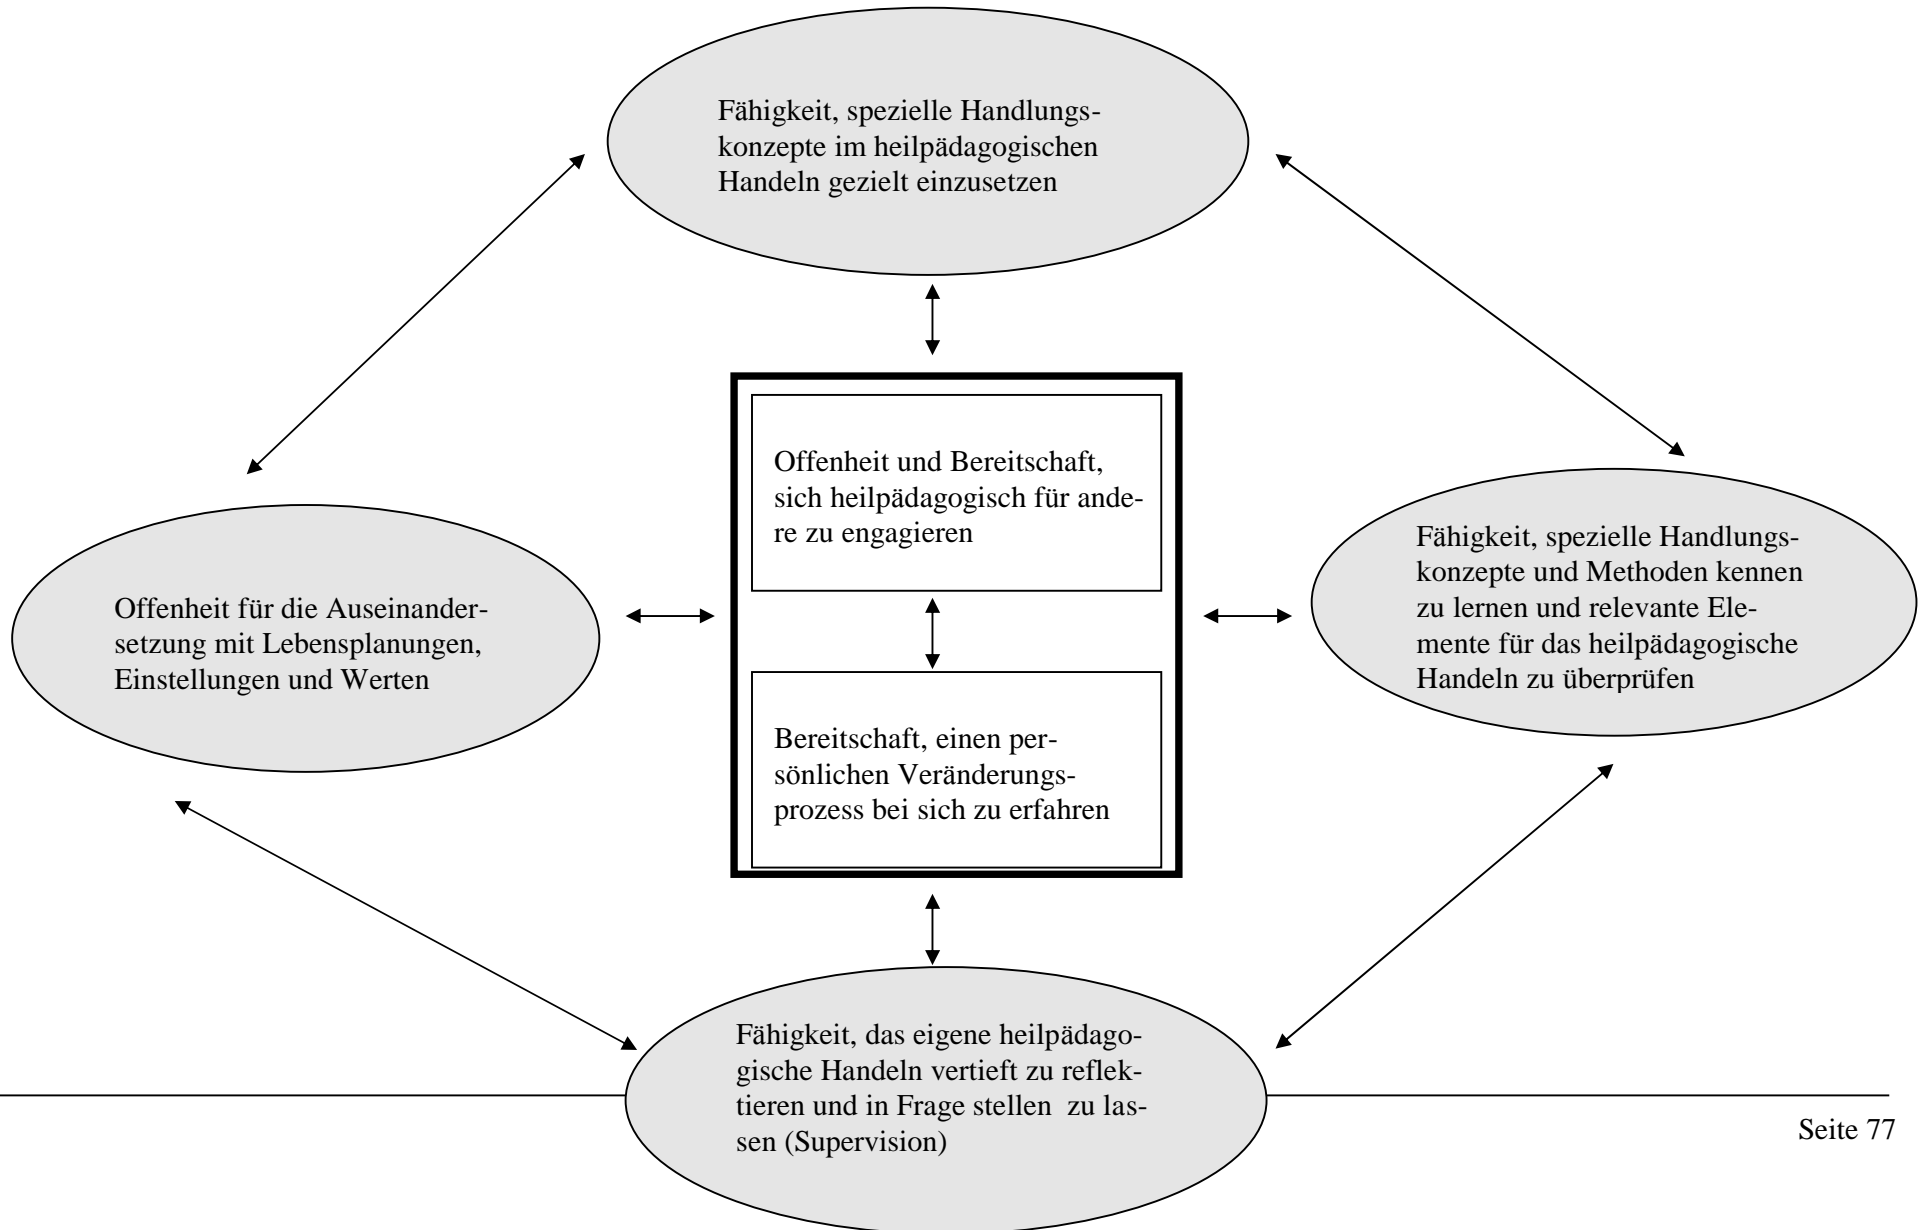 Fähigkeit, spezielle Handlungs-
konzepte im heilpädagogischen
Handeln gezielt einzusetzen
Offenheit und Bereitschaft,
sich heilpädagogisch für ande-
re zu engagieren
Offenheit für die Auseinander-
setzung mit Lebensplanungen,
Einstellungen und Werten
Fähigkeit, spezielle Handlungs-
konzepte und Methoden kennen
zu lernen und relevante Ele-
mente für das heilpädagogische
Handeln zu überprüfen
Bereitschaft, einen per-
sönlichen Veränderungs-
prozess bei sich zu erfahren
Fähigkeit, das eigene heilpädago-
gische Handeln vertieft zu reflek-
tieren und in Frage stellen  zu las-
sen (Supervision)
Seite 77